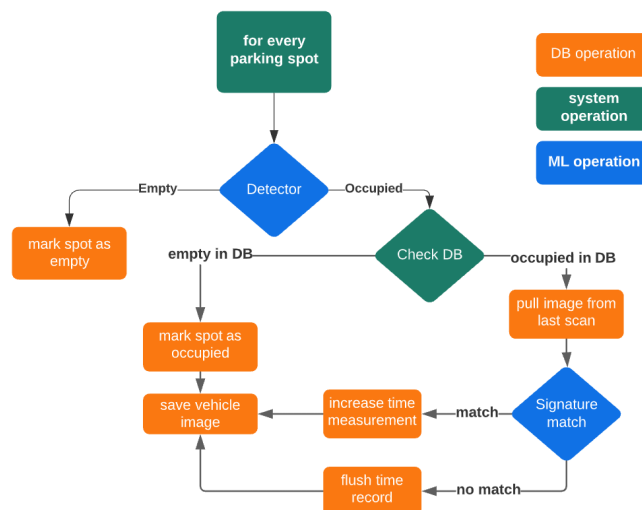 for every
parking spot
DB operation
system
operation
ML operation
Detector
Empty
Occupied
mark spot as
empty
empty in DB
Check DB
occupied in DB
pull image from
last scan
mark spot as
occupied
save vehicle
image
increase time
measurement
match
Signature
match
flush time
record
no match